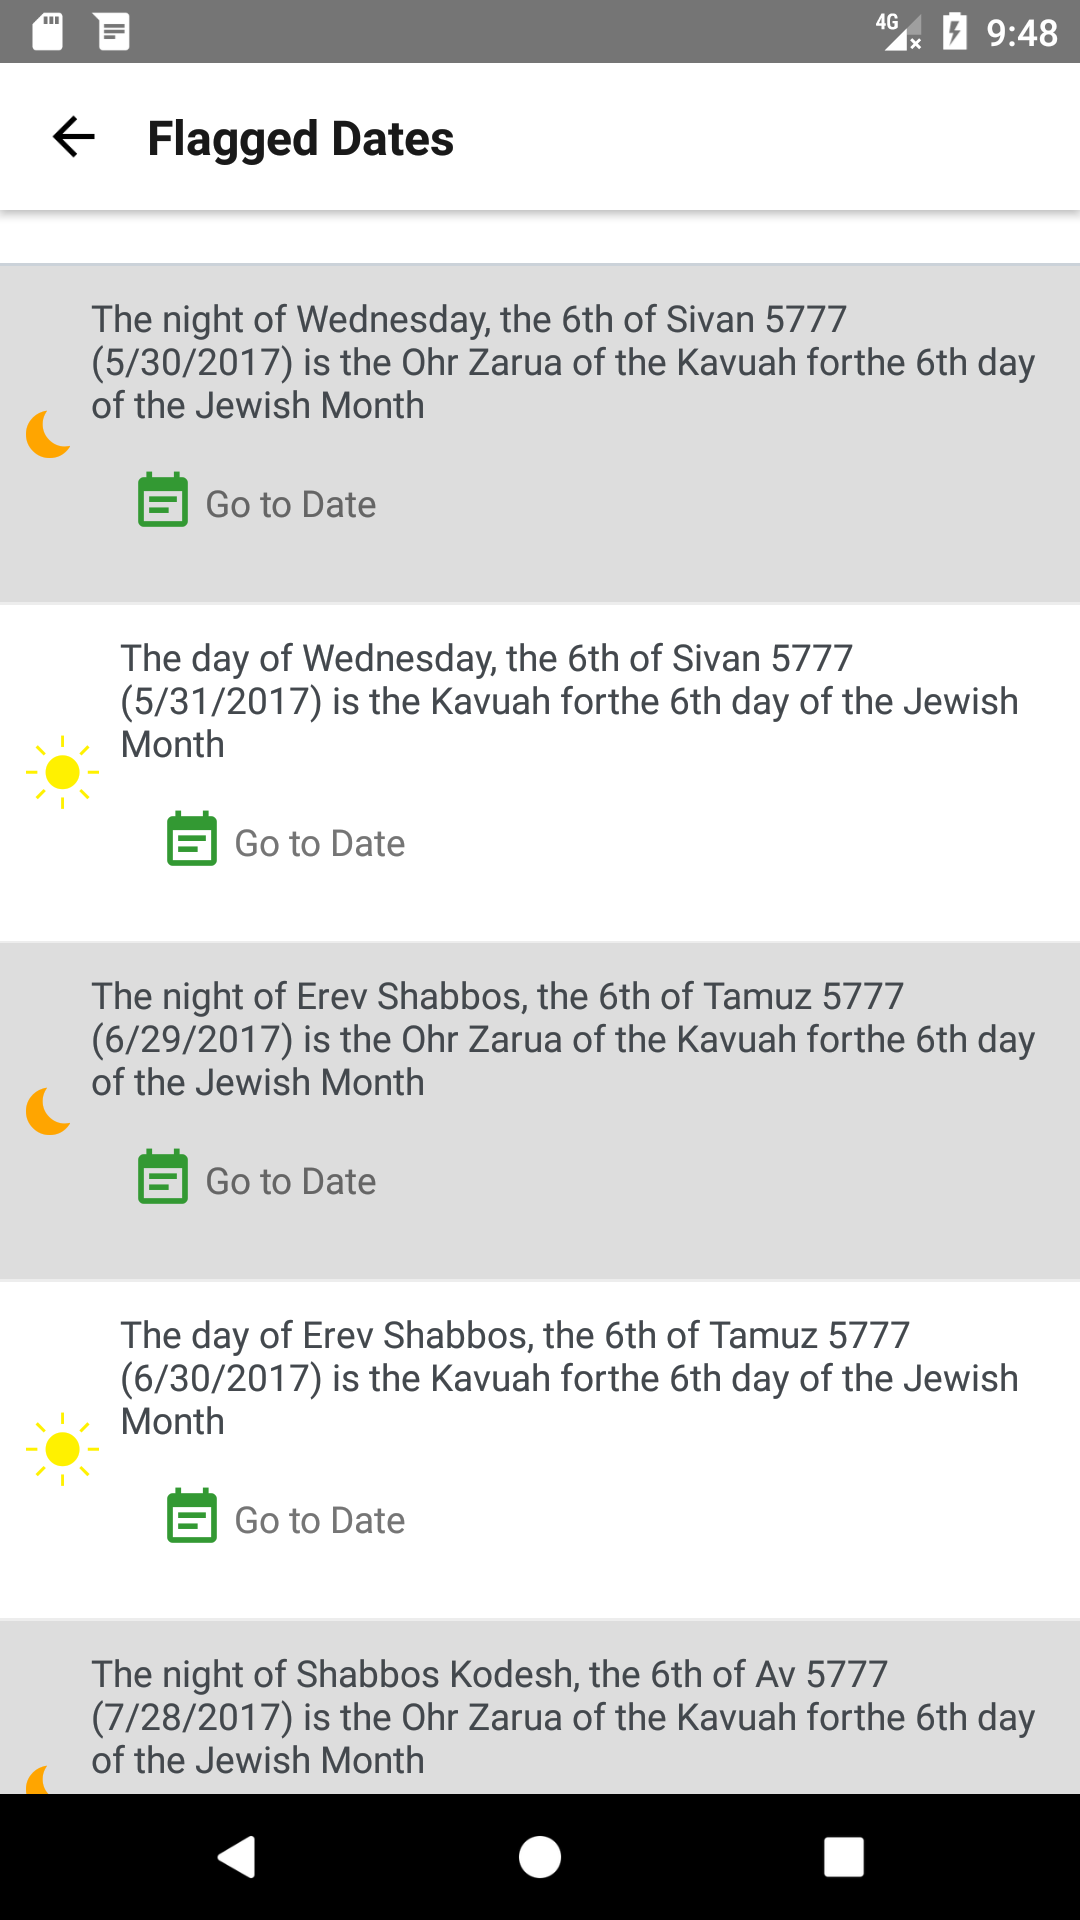 4G 9:48
Flagged Dates
The night of Wednesday, the 6th of Sivan 5777
(5/30/2017) is the Ohr Zarua of the Kavuah forthe 6th day
of the Jewish Month
Go to Date
The day of Wednesday, the 6th of Sivan 5777
(5/31/2017) is the Kavuah forthe 6th day of the Jewish
Month
Go to Date
The night of Erev Shabbos, the 6th of Tamuz 5777
(6/29/2017) is the Ohr Zarua of the Kavuah forthe 6th day
of the Jewish Month
Go to Date
The day of Erev Shabbos, the 6th of Tamuz 5777
(6/30/2017) is the Kavuah forthe 6th day of the Jewish
Month
Go to Date
The night of Shabbos Kodesh, the 6th of Av 5777
(7/28/2017) is the Ohr Zarua of the Kavuah forthe 6th day
of the Jewish Month